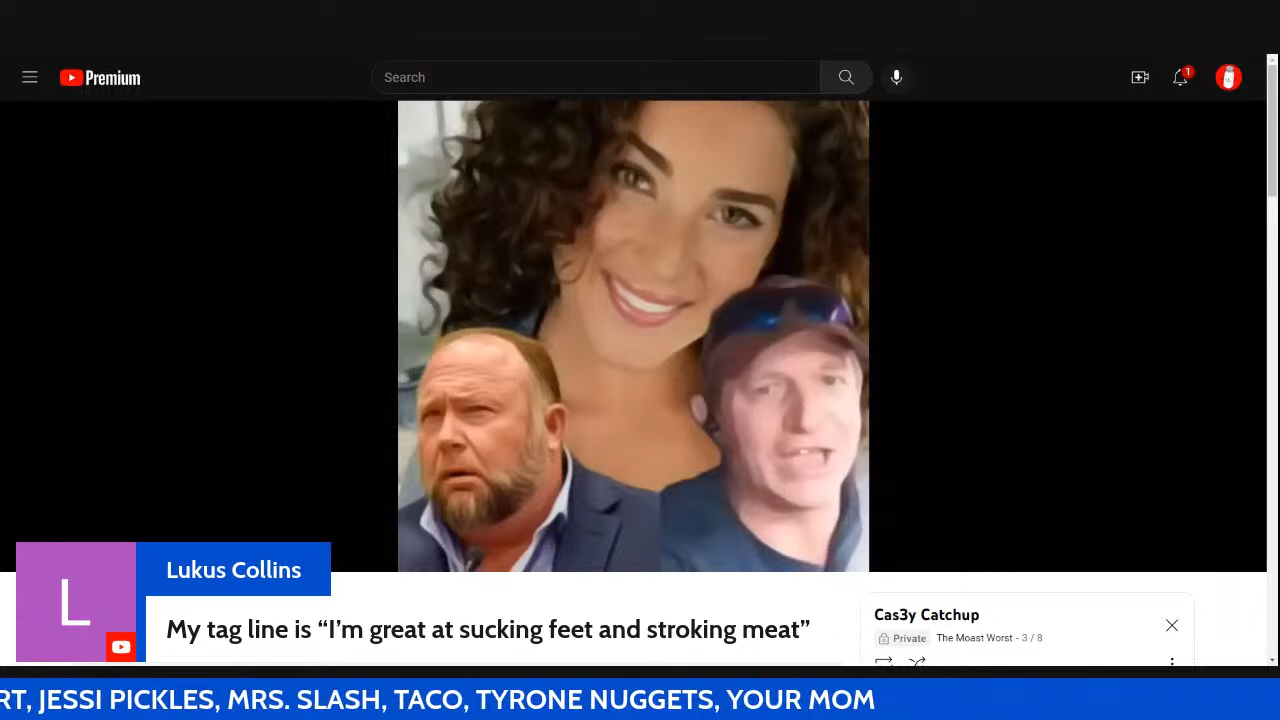 Premium
Search
1
L
Lukus Collins
My tag line is “I’m great at sucking feet and stroking meat”
Cas3y Catchup
Private The Moast Worst - 3 / 8
RT, JESSI PICKLES, MRS. SLASH, TACO, TYRONE NUGGETS, YOUR MOM